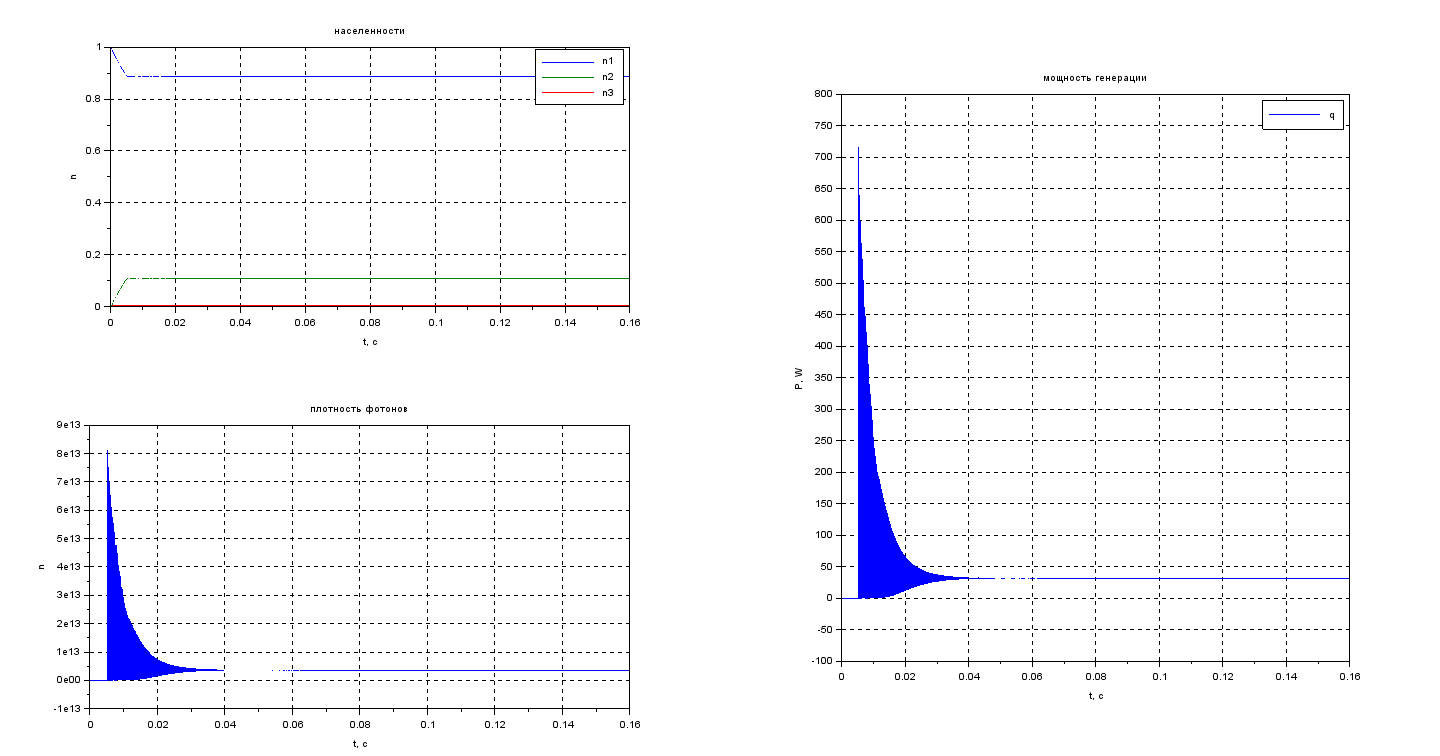 населенности
1
0.8
0.6
0.4
0.2
0
n
n1
n2
n3
0 0.02 0.04 0.06 0.08 0.1 0.12 0.14 0.16
t, c
плотность фотонов
9e13
8e13
7e13
6e13
5e13
4e13
3e13
2e13
1e13
0e00
-1e13
n
0 0.02 0.04 0.06 0.08 0.1 0.12 0.14 0.16
t, c
мощность генерации
800
750
700
650
600
550
500
450
400
350
300
250
200
150
100
50
0
-50
-100
P, W
q
0 0.02 0.04 0.06 0.08 0.1 0.12 0.14 0.16
t, c